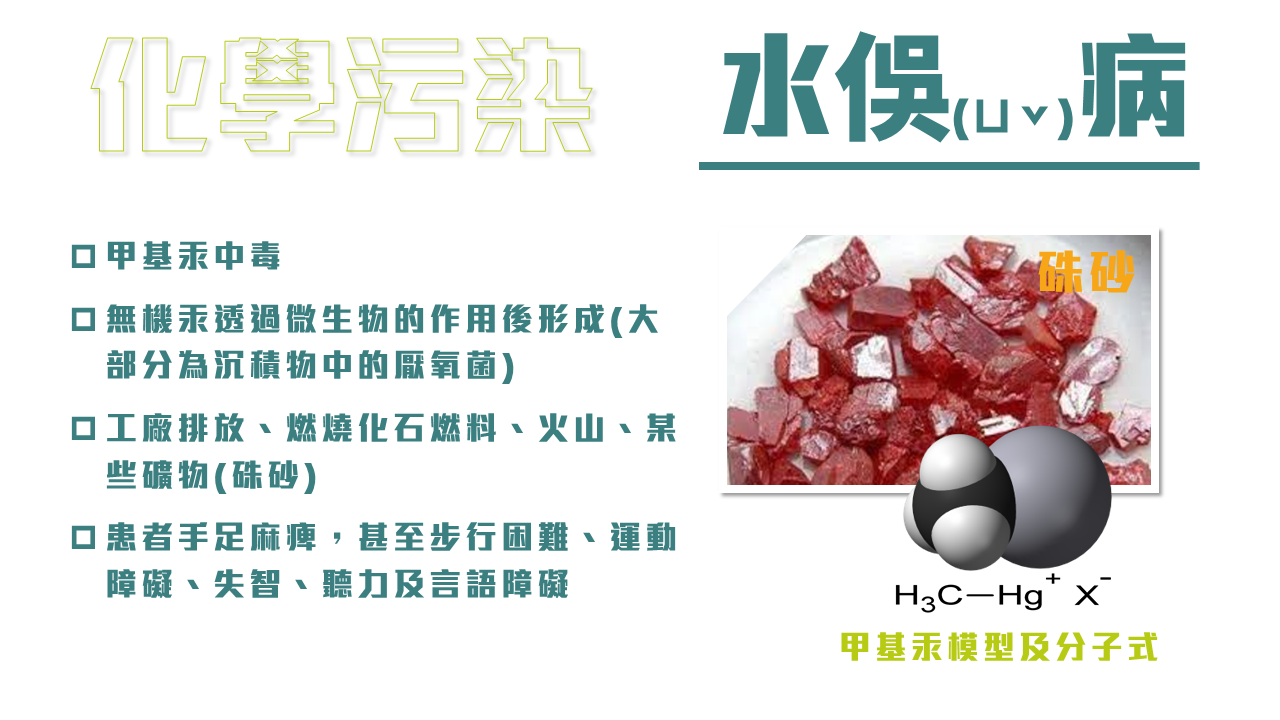 化學污染
水俁(ㄩˇ)病
甲基汞中毒
無機汞透過微生物的作用後形成(大
部分為沉積物中的厭氧菌)
工廠排放、燃燒化石燃料、火山、某
些礦物(硃砂)
患者手足麻痺，甚至步行困難、運動
障礙、失智、聽力及言語障礙
硃砂
H₃C—Hg⁺ X⁻
甲基汞模型及分子式